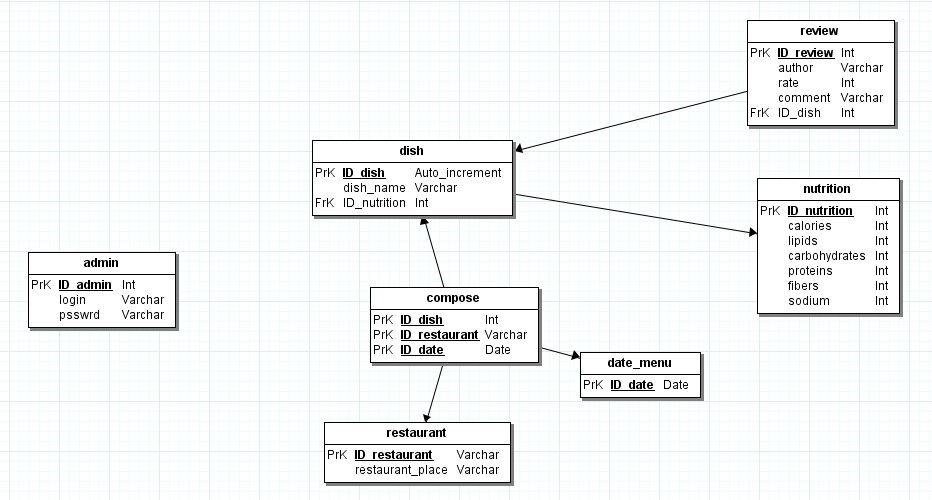 review
PrK ID_review Int
author Varchar
rate Int
comment Varchar
FrK ID_dish Int
dish
PrK ID_dish Auto_increment
dish_name Varchar
FrK ID_nutrition Int
nutrition
PrK ID_nutrition Int
calories Int
lipids Int
carbohydrates Int
proteins Int
fibers Int
sodium Int
admin
PrK ID_admin Int
login Varchar
psswrd Varchar
compose
PrK ID_dish Int
PrK ID_restaurant Varchar
PrK ID_date Date
date_menu
PrK ID_date Date
restaurant
PrK ID_restaurant Varchar
restaurant_place Varchar